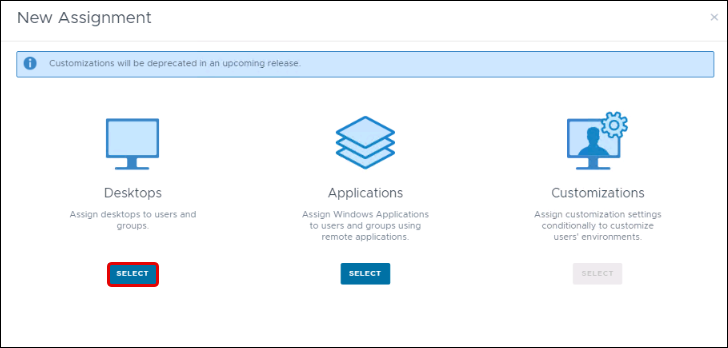 New Assignment
Customizations will be deprecated in an upcoming release.
Desktops
Assign desktops to users and
groups.
SELECT
Applications
Assign Windows Applications
to users and groups using
remote applications.
SELECT
Customizations
Assign customization settings
conditionally to customize
users' environments.
SELECT